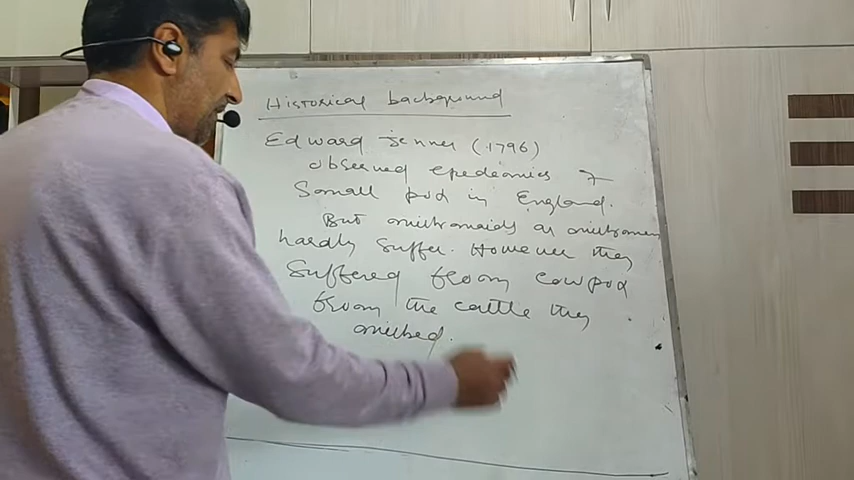 Historical background
Edward Jenner (1796)
observed epedeomics of
Small pox in England.
But milkmaids or milkmen
hardly suffer. However they
suffered from cowpox
from the cattle they
milked.